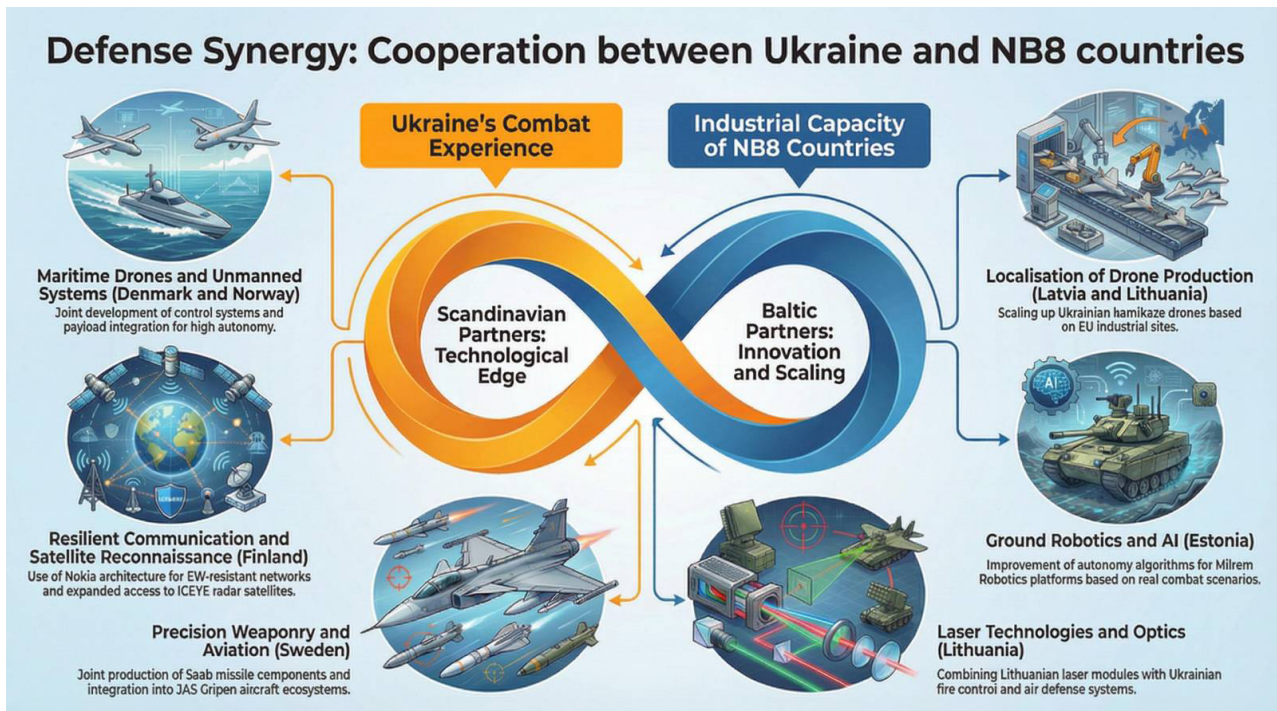 Defense Synergy: Cooperation between Ukraine and NB8 countries
Ukraine's Combat
Experience
Industrial Capacity
of NB8 Countries
Scandinavian
Partners:
Technological
Edge
Baltic
Partners:
Innovation
and Scaling
Maritime Drones and Unmanned
Systems (Denmark and Norway)
Joint development of control systems and
payload integration for high autonomy.
Resilient Communication and
Satellite Reconnaissance (Finland)
Use of Nokia architecture for EW-resistant networks
and expanded access to ICEYE radar satellites.
Precision Weaponry and
Aviation (Sweden)
Joint production of Saab missile components and
integration into JAS Gripen aircraft ecosystems.
Localisation of Drone Production
(Latvia and Lithuania)
Scaling up Ukrainian hamikaze drones based
on EU industrial sites.
AI
Ground Robotics and AI (Estonia)
Improvement of autonomy algorithms for Milrem
Robotics platforms based on real combat scenarios.
Laser Technologies and Optics
(Lithuania)
Combining Lithuanian laser modules with Ukrainian
fire control and air defense systems.